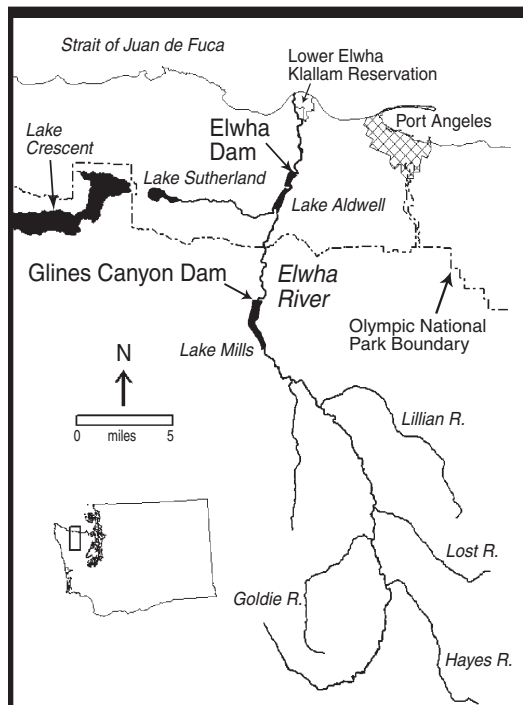 Strait of Juan de Fuca
Lower Elwha
Klallam Reservation
Port Angeles
Lake
Crescent
Elwha
Dam
Lake Sutherland
Lake Aldwell
Glines Canyon Dam
Elwha
River
Olympic National
Park Boundary
Lake Mills
N
0 miles 5
Lillian R.
Lost R.
Goldie R.
Hayes R.